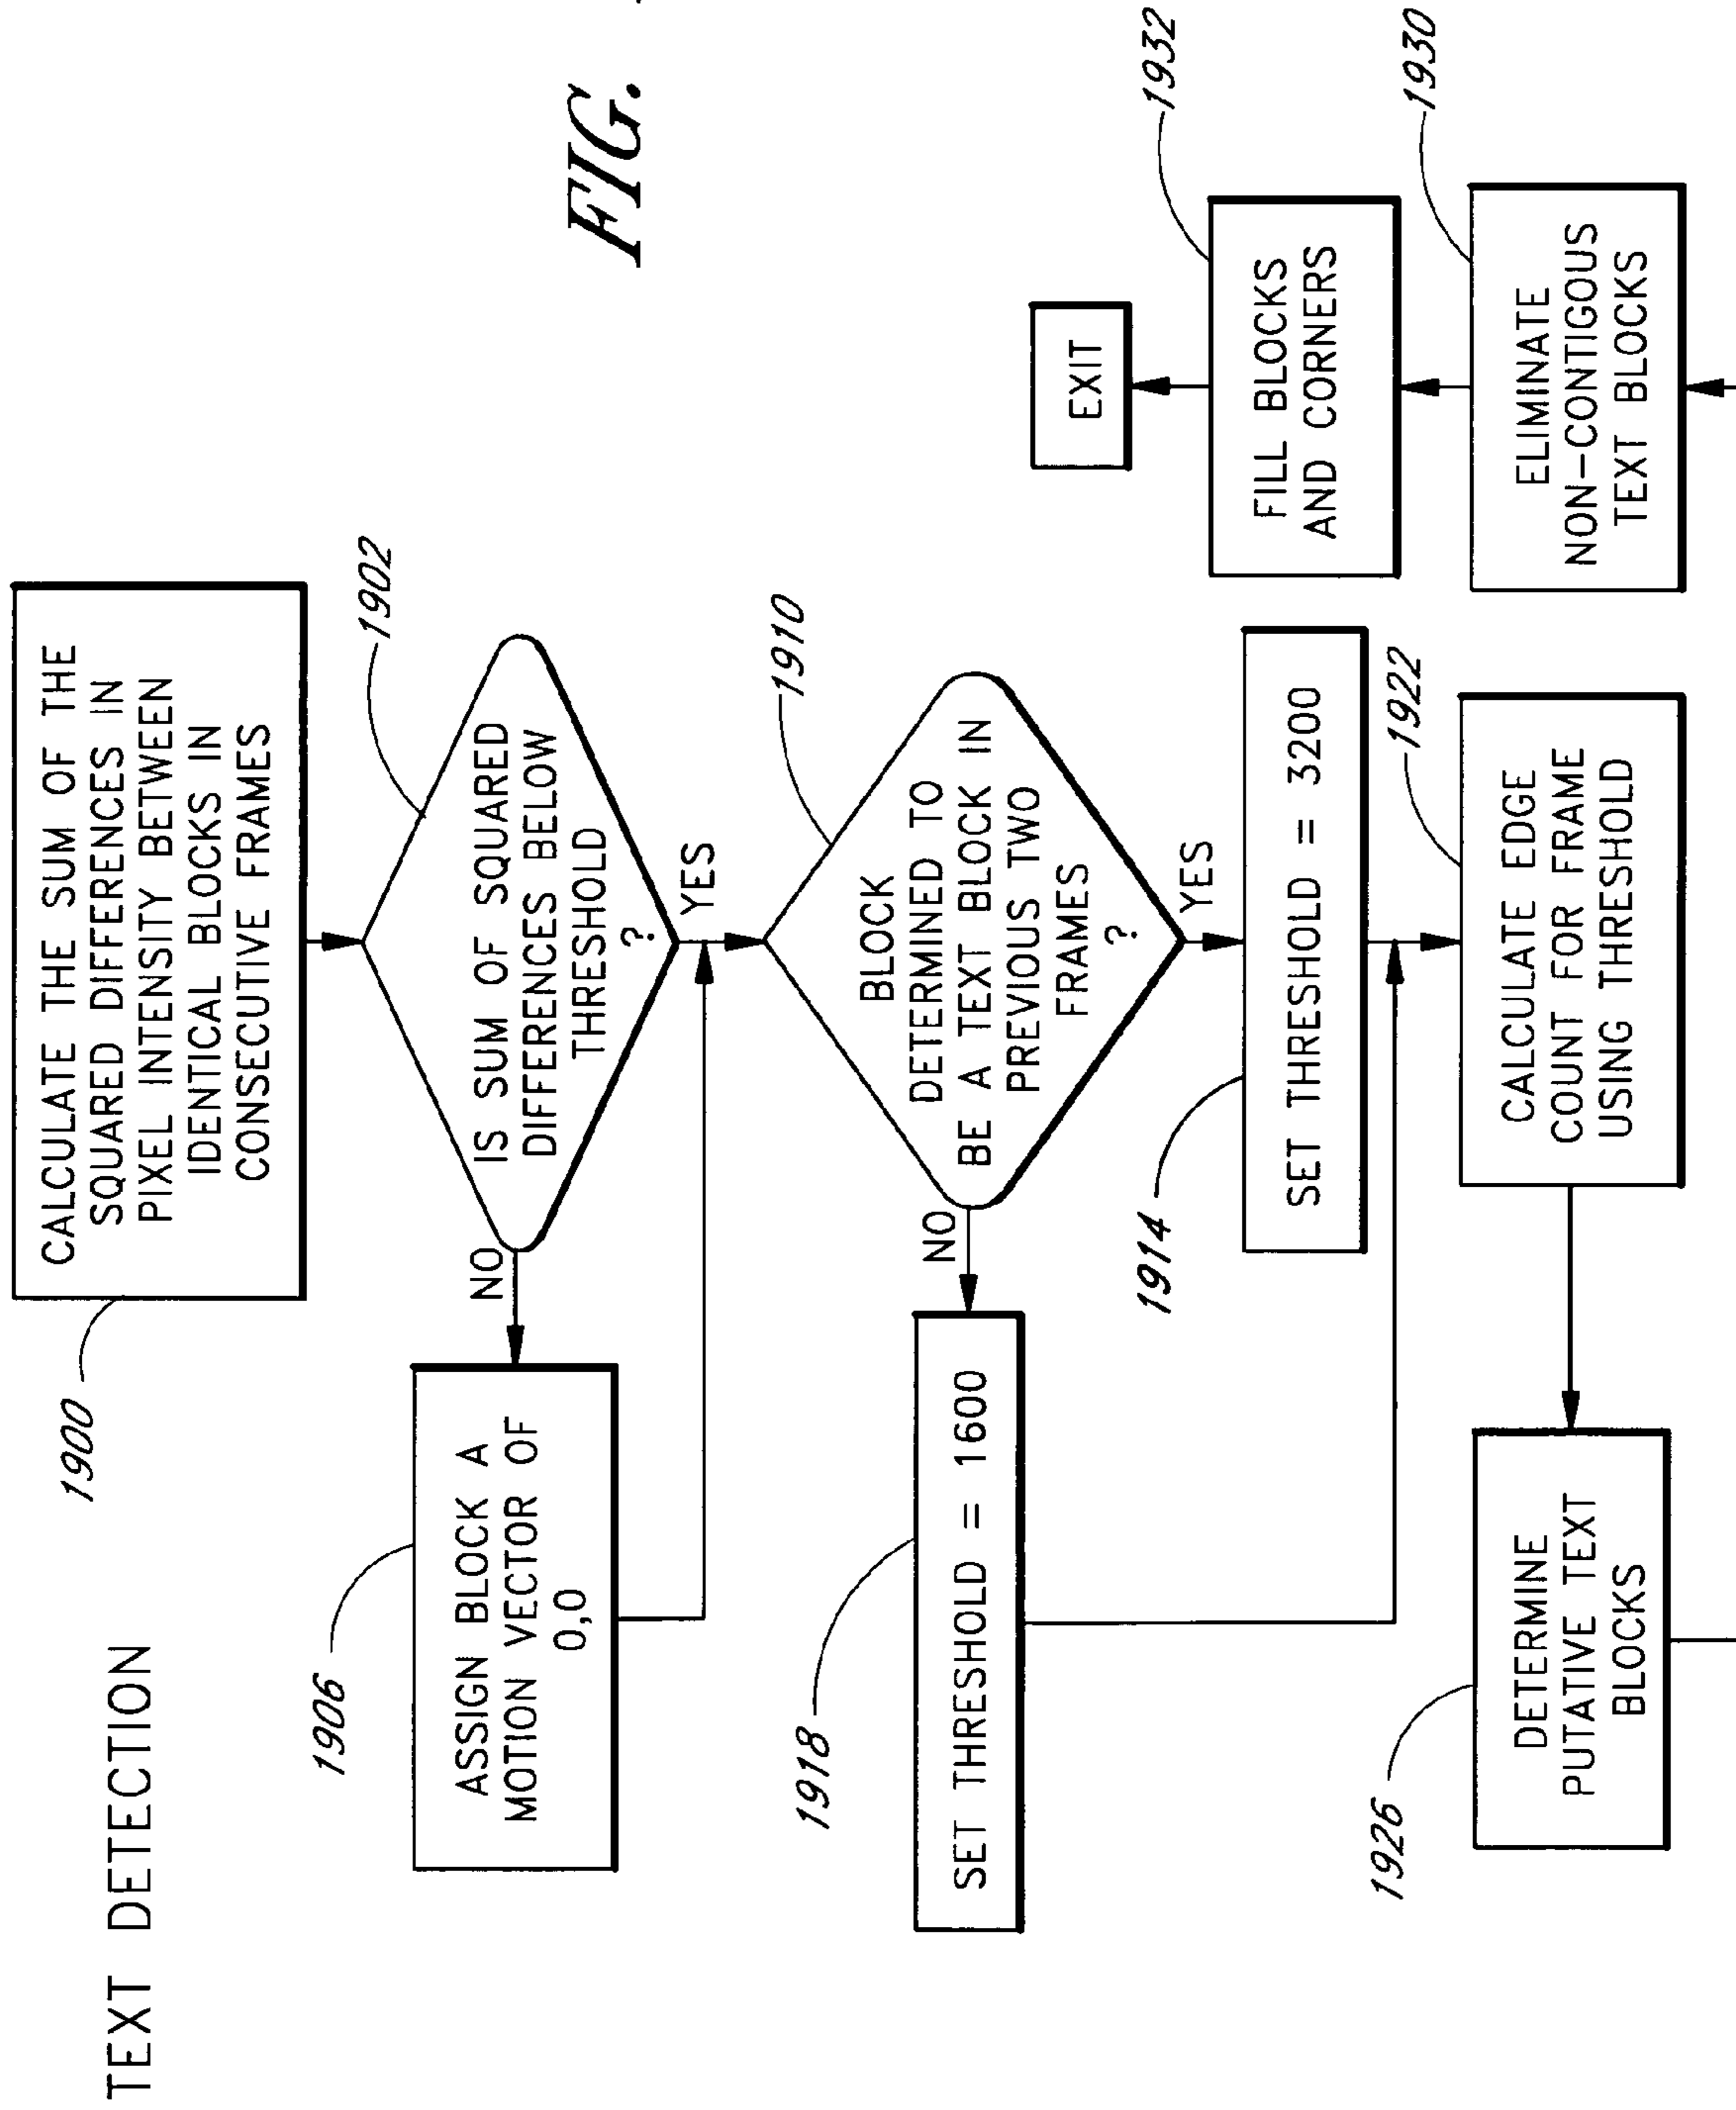 TEXT DETECTION
1900
CALCULATE THE SUM OF THE
SQUARED DIFFERENCES IN
PIXEL INTENSITY BETWEEN
IDENTICAL BLOCKS IN
CONSECUTIVE FRAMES
1902
IS SUM OF SQUARED
DIFFERENCES BELOW
THRESHOLD
?
NO
YES
1906
ASSIGN BLOCK A
MOTION VECTOR OF
0,0
1910
BLOCK
DETERMINED TO
BE A TEXT BLOCK IN
PREVIOUS TWO
FRAMES
?
NO
YES
1918
SET THRESHOLD = 1600
1914
SET THRESHOLD = 3200
1922
CALCULATE EDGE
COUNT FOR FRAME
USING THRESHOLD
1926
DETERMINE
PUTATIVE TEXT
BLOCKS
1930
ELIMINATE
NON-CONTIGOUS
TEXT BLOCKS
1932
FILL BLOCKS
AND CORNERS
EXIT
FIG.